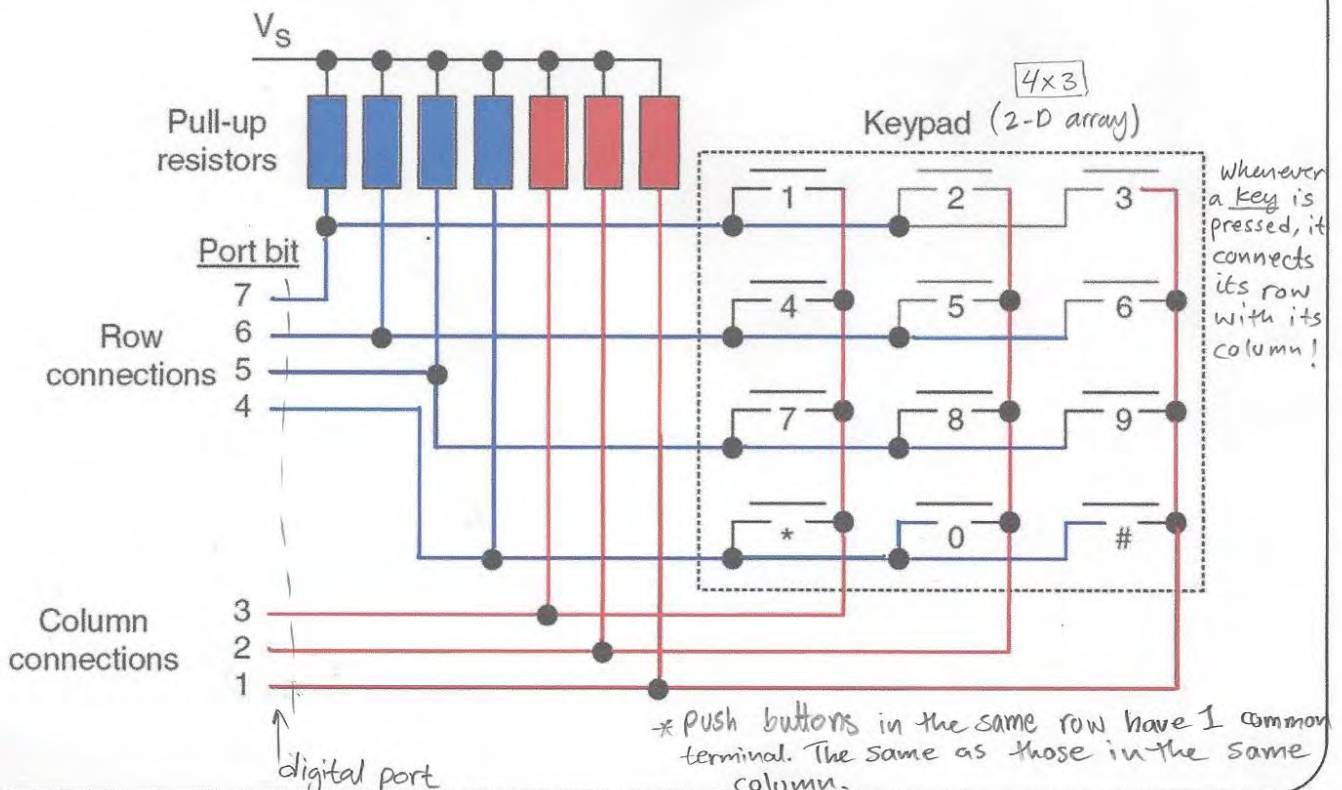 V_S
4x3
Keypad (2-D array)
Pull-up
resistors
whenever
a key is
pressed, it
connects
its row
with its
column!
1 2 3
Port bit
7
4 5 6
Row
connections
6
5
4
7 8 9
* 0 #
Column
connections
3
2
1
* push buttons in the same row have 1 common
terminal. The same as those in the same
column.
digital port